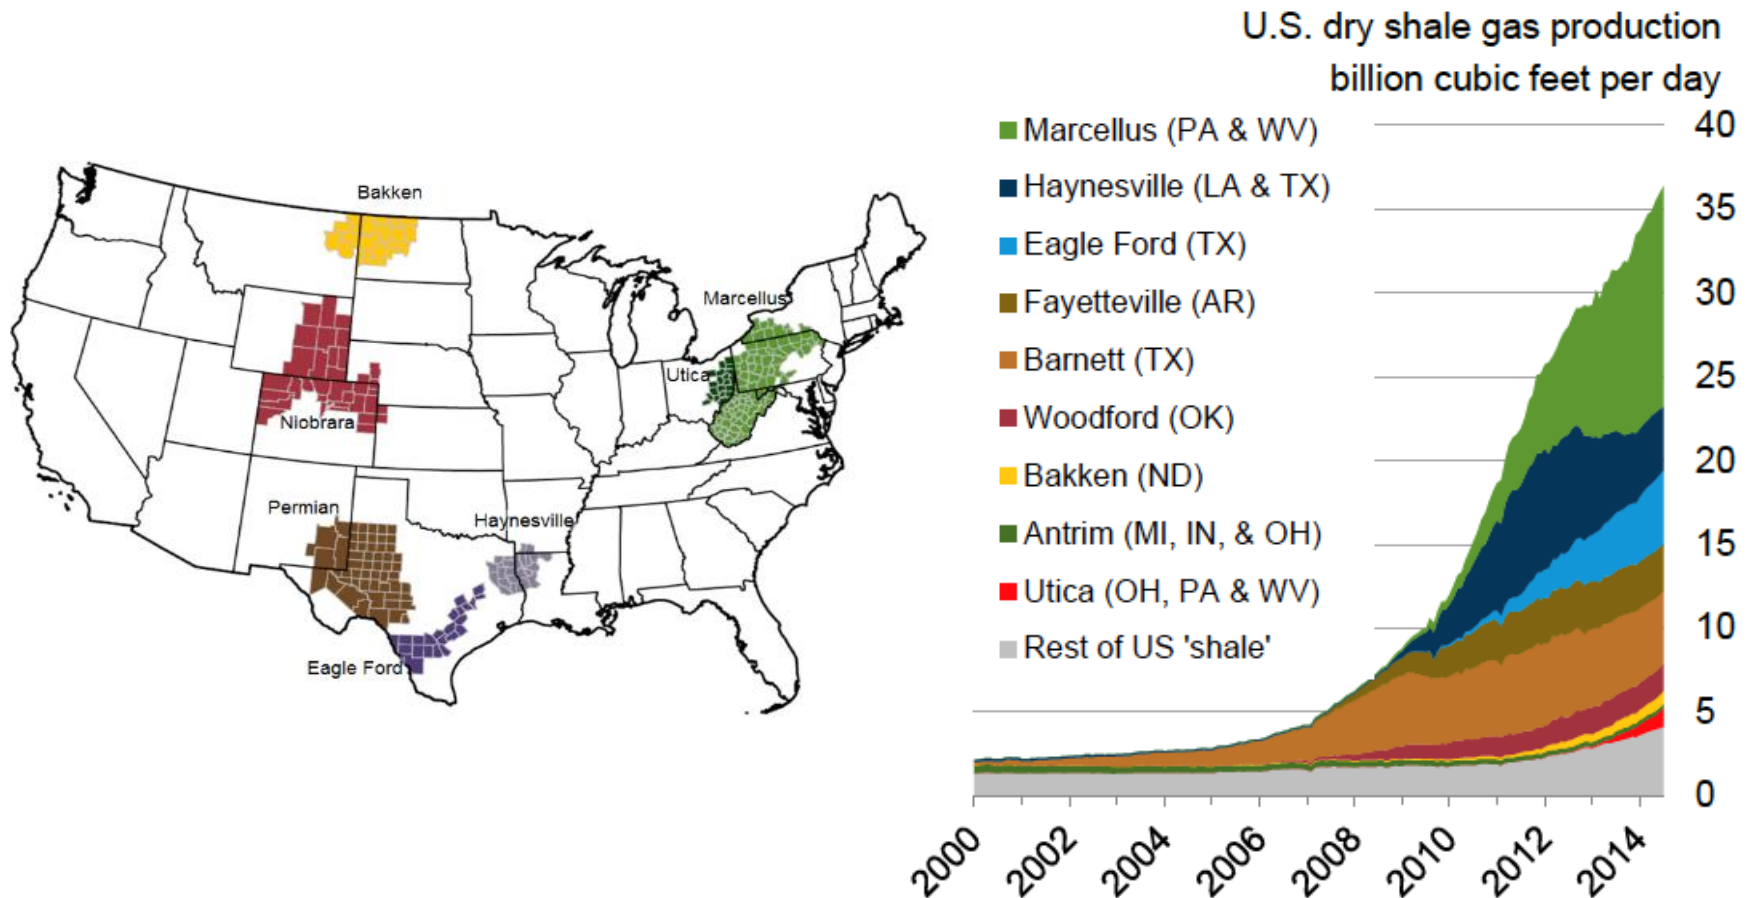 U.S. dry shale gas production
billion cubic feet per day
Bakken
Marcellus
Utica
Niobrara
Permian
Haynesville
Eagle Ford
Marcellus (PA & WV)
Haynesville (LA & TX)
Eagle Ford (TX)
Fayetteville (AR)
Barnett (TX)
Woodford (OK)
Bakken (ND)
Antrim (MI, IN, & OH)
Utica (OH, PA & WV)
Rest of US 'shale'
40
35
30
25
20
15
10
5
0
2000
2002
2004
2006
2008
2010
2012
2014